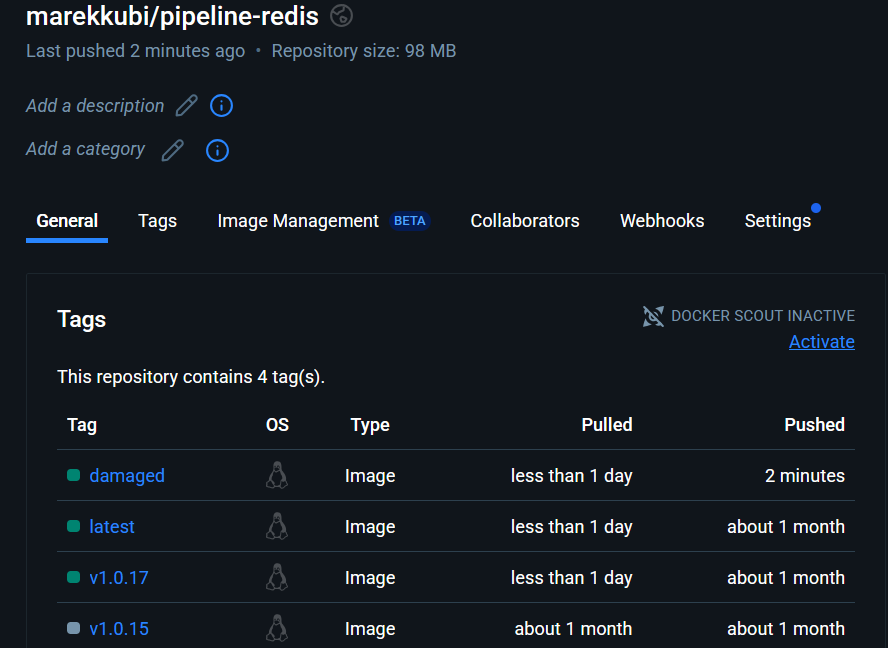 marekkubi/pipeline-redis
Last pushed 2 minutes ago • Repository size: 98 MB
Add a description
Add a category
General Tags Image Management BETA Collaborators Webhooks Settings
Tags
DOCKER SCOUT INACTIVE
Activate
This repository contains 4 tag(s).
Tag OS Type Pulled Pushed
damaged Image less than 1 day 2 minutes
latest Image less than 1 day about 1 month
v1.0.17 Image less than 1 day about 1 month
v1.0.15 Image about 1 month about 1 month